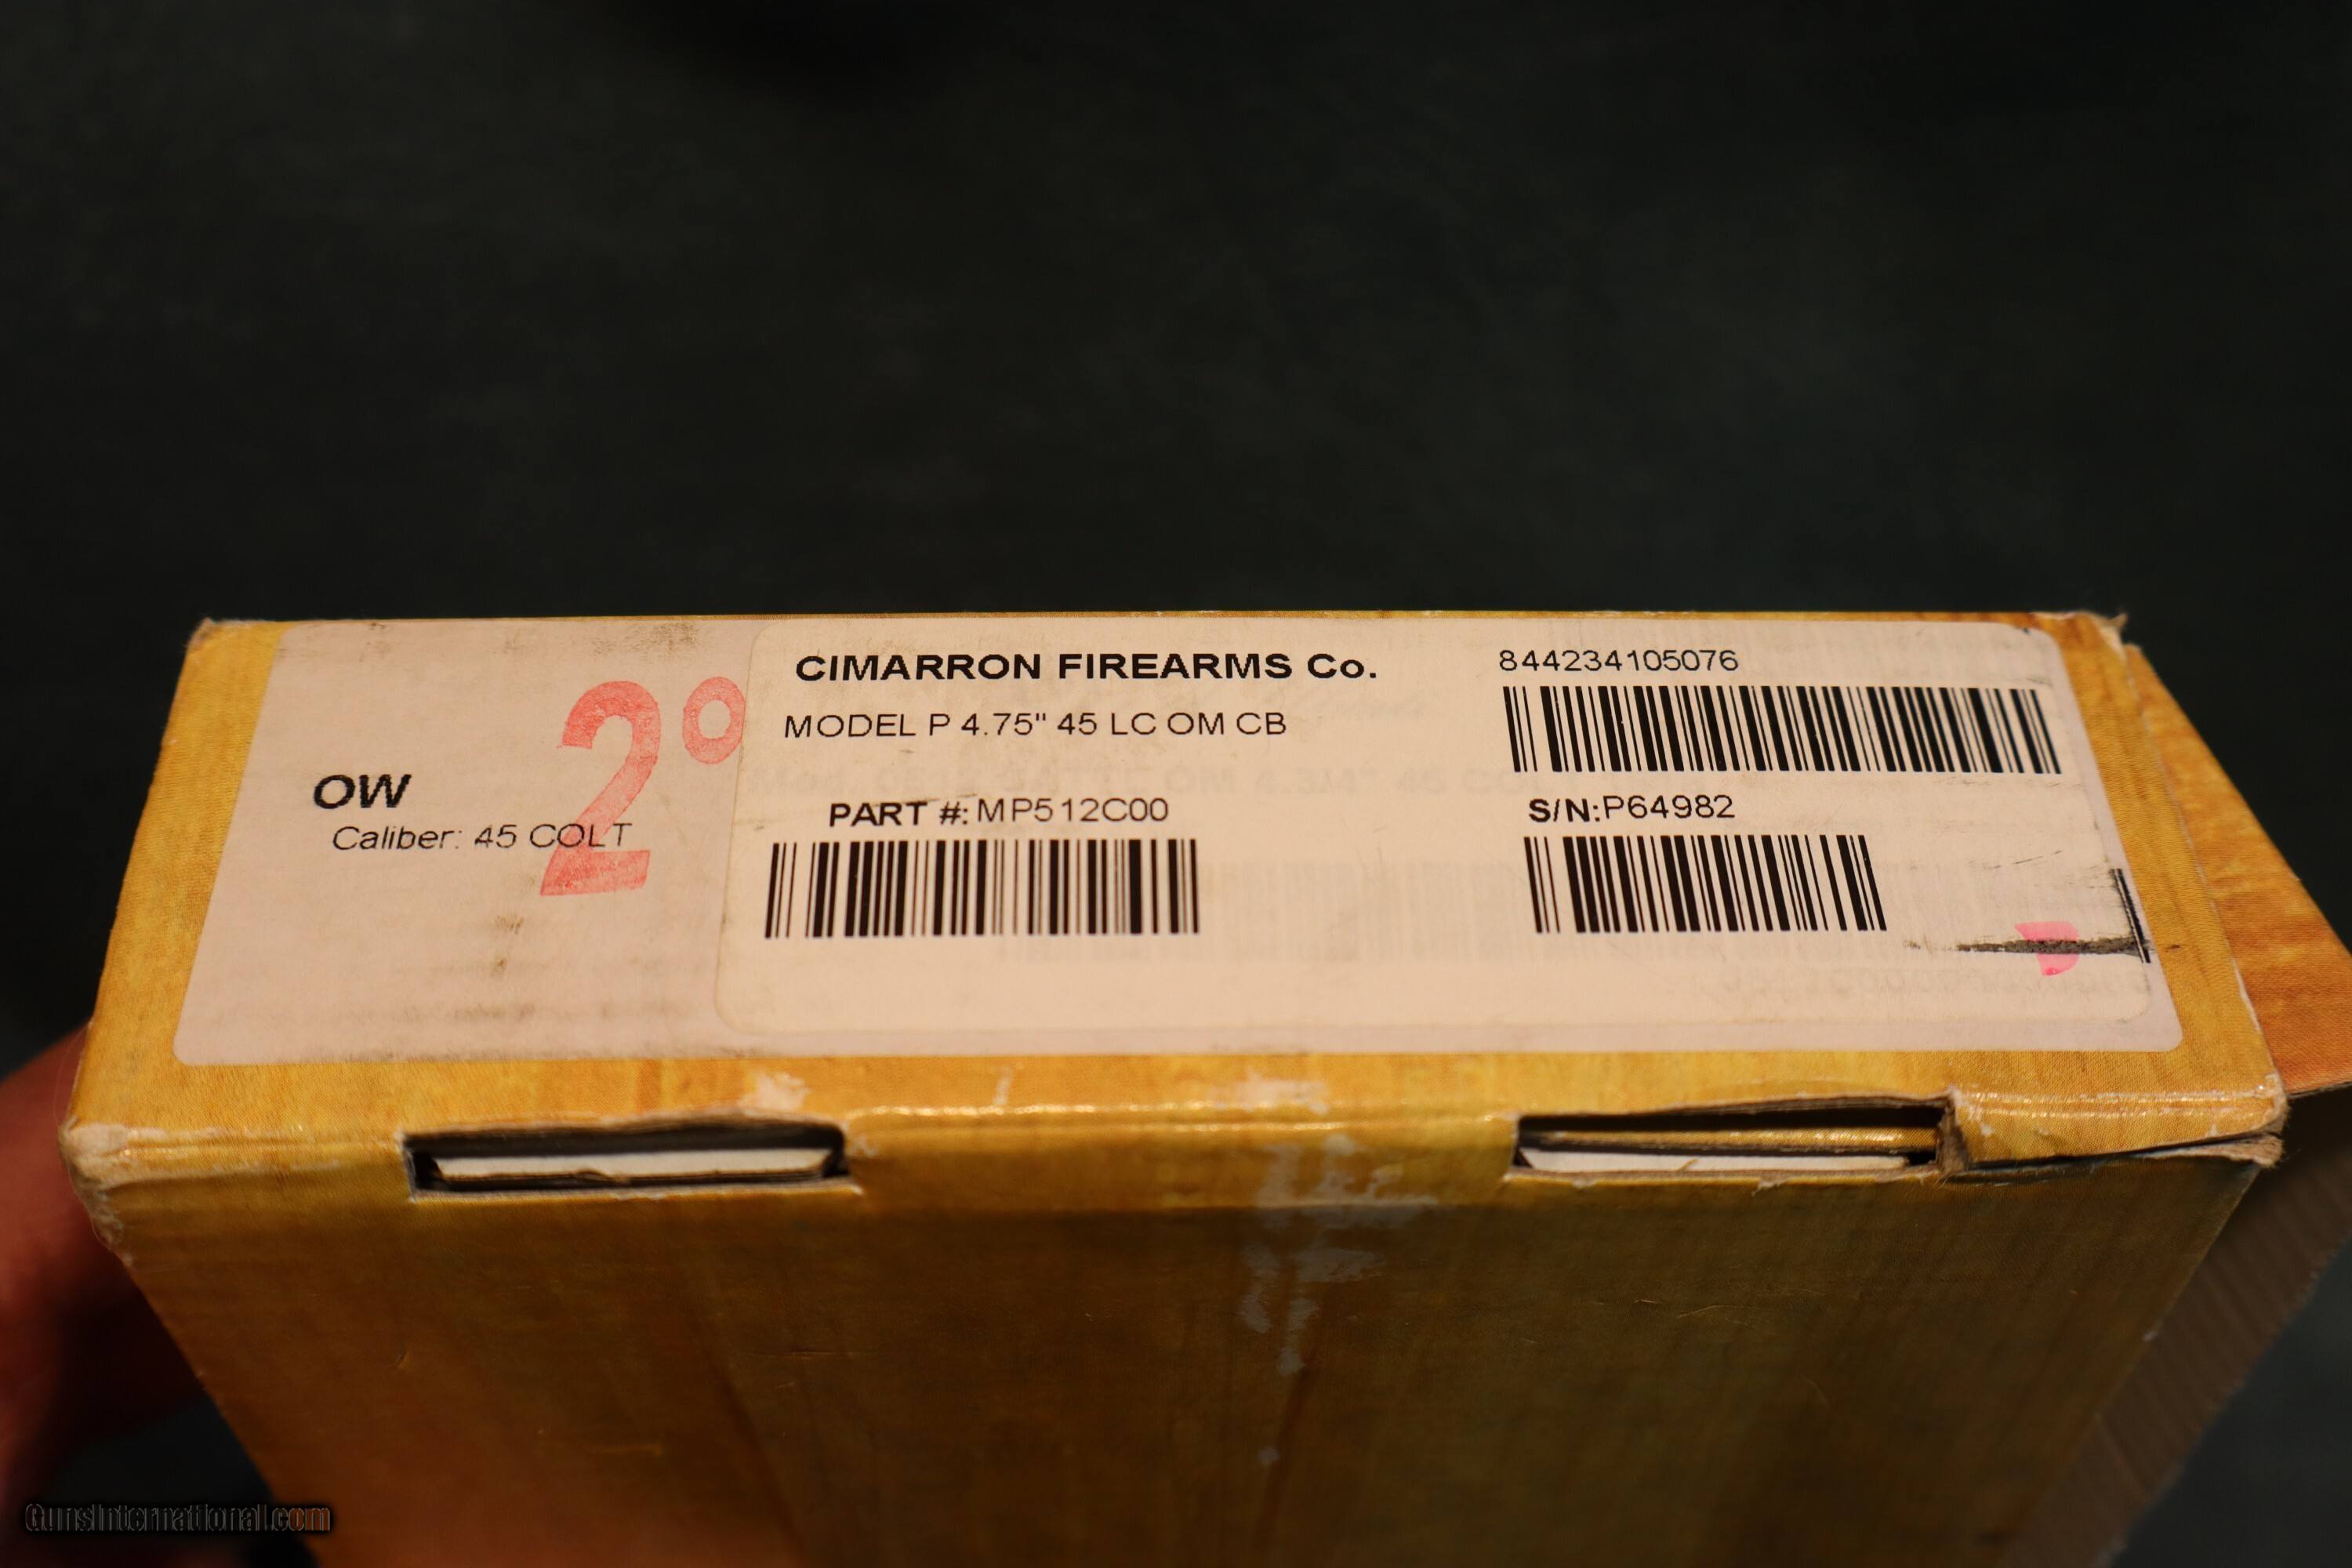 OW
Caliber: 45 COLT
2°
CIMARRON FIREARMS Co.
MODEL P 4.75" 45 LC OM CB
PART #: MP512C00
844234105076
S/N:P64982
GunsInternational.com